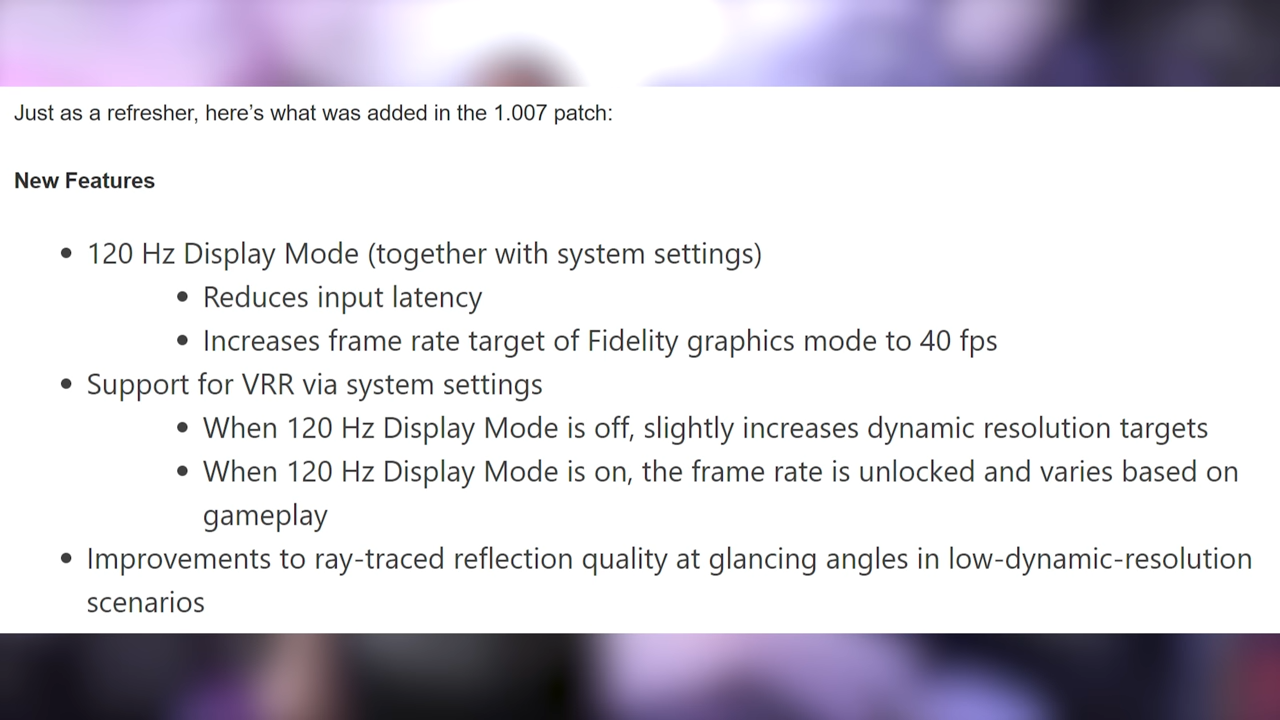 Just as a refresher, here’s what was added in the 1.007 patch:
New Features
120 Hz Display Mode (together with system settings)
Reduces input latency
Increases frame rate target of Fidelity graphics mode to 40 fps
Support for VRR via system settings
When 120 Hz Display Mode is off, slightly increases dynamic resolution targets
When 120 Hz Display Mode is on, the frame rate is unlocked and varies based on
gameplay
Improvements to ray-traced reflection quality at glancing angles in low-dynamic-resolution
scenarios